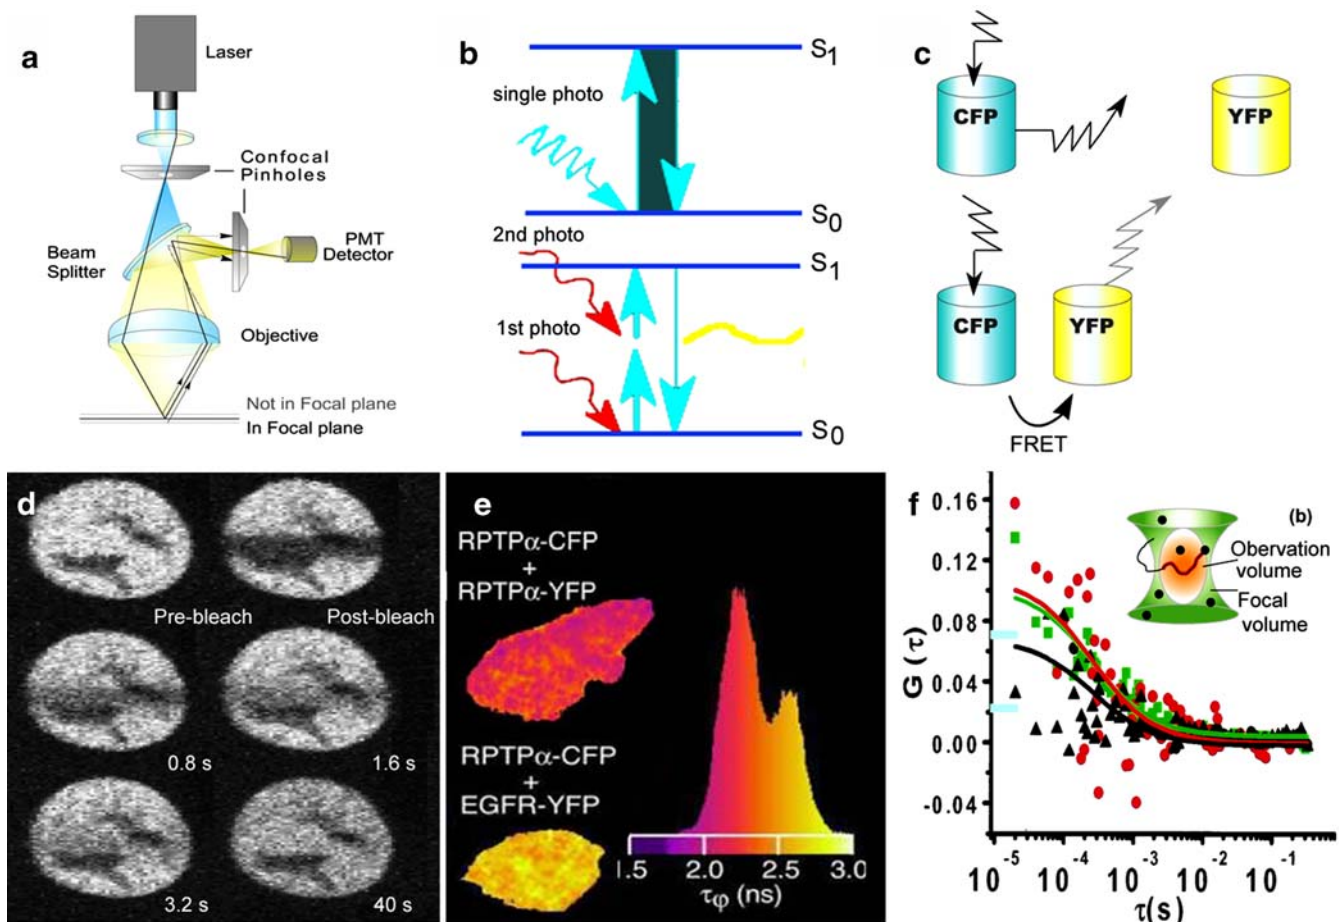 a
Laser
Confocal
Pinholes
Beam
Splitter
PMT
Detector
Objective
Not in Focal plane
In Focal plane
b
S1
single photo
S0
2nd photo
S1
1st photo
S0
c
CFP
YFP
CFP
YFP
FRET
d
Pre-bleach
Post-bleach
0.8 s
1.6 s
3.2 s
40 s
e
RPTPα-CFP
+
RPTPα-YFP
RPTPα-CFP
+
EGFR-YFP
1.5 2.0 2.5 3.0
τφ (ns)
f
0.16
0.12
0.08
0.04
0.00
-0.04
G(τ)
(b)
Obervation
volume
Focal
volume
10-5 10-4 10-3 10-2 10-1
τ(s)